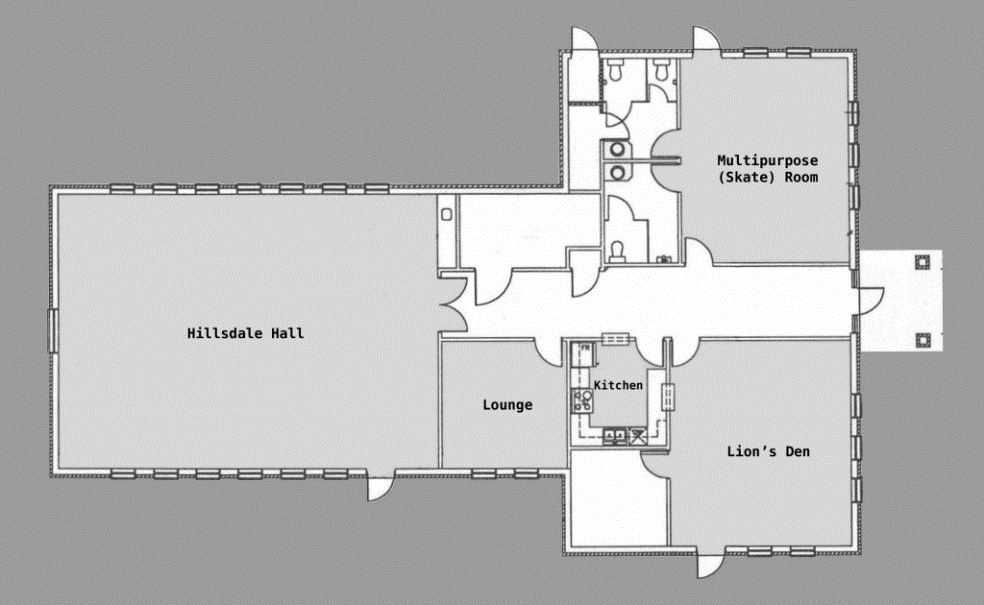 Multipurpose
(Skate) Room
Hillsdale Hall
Kitchen
Lounge
Lion's Den